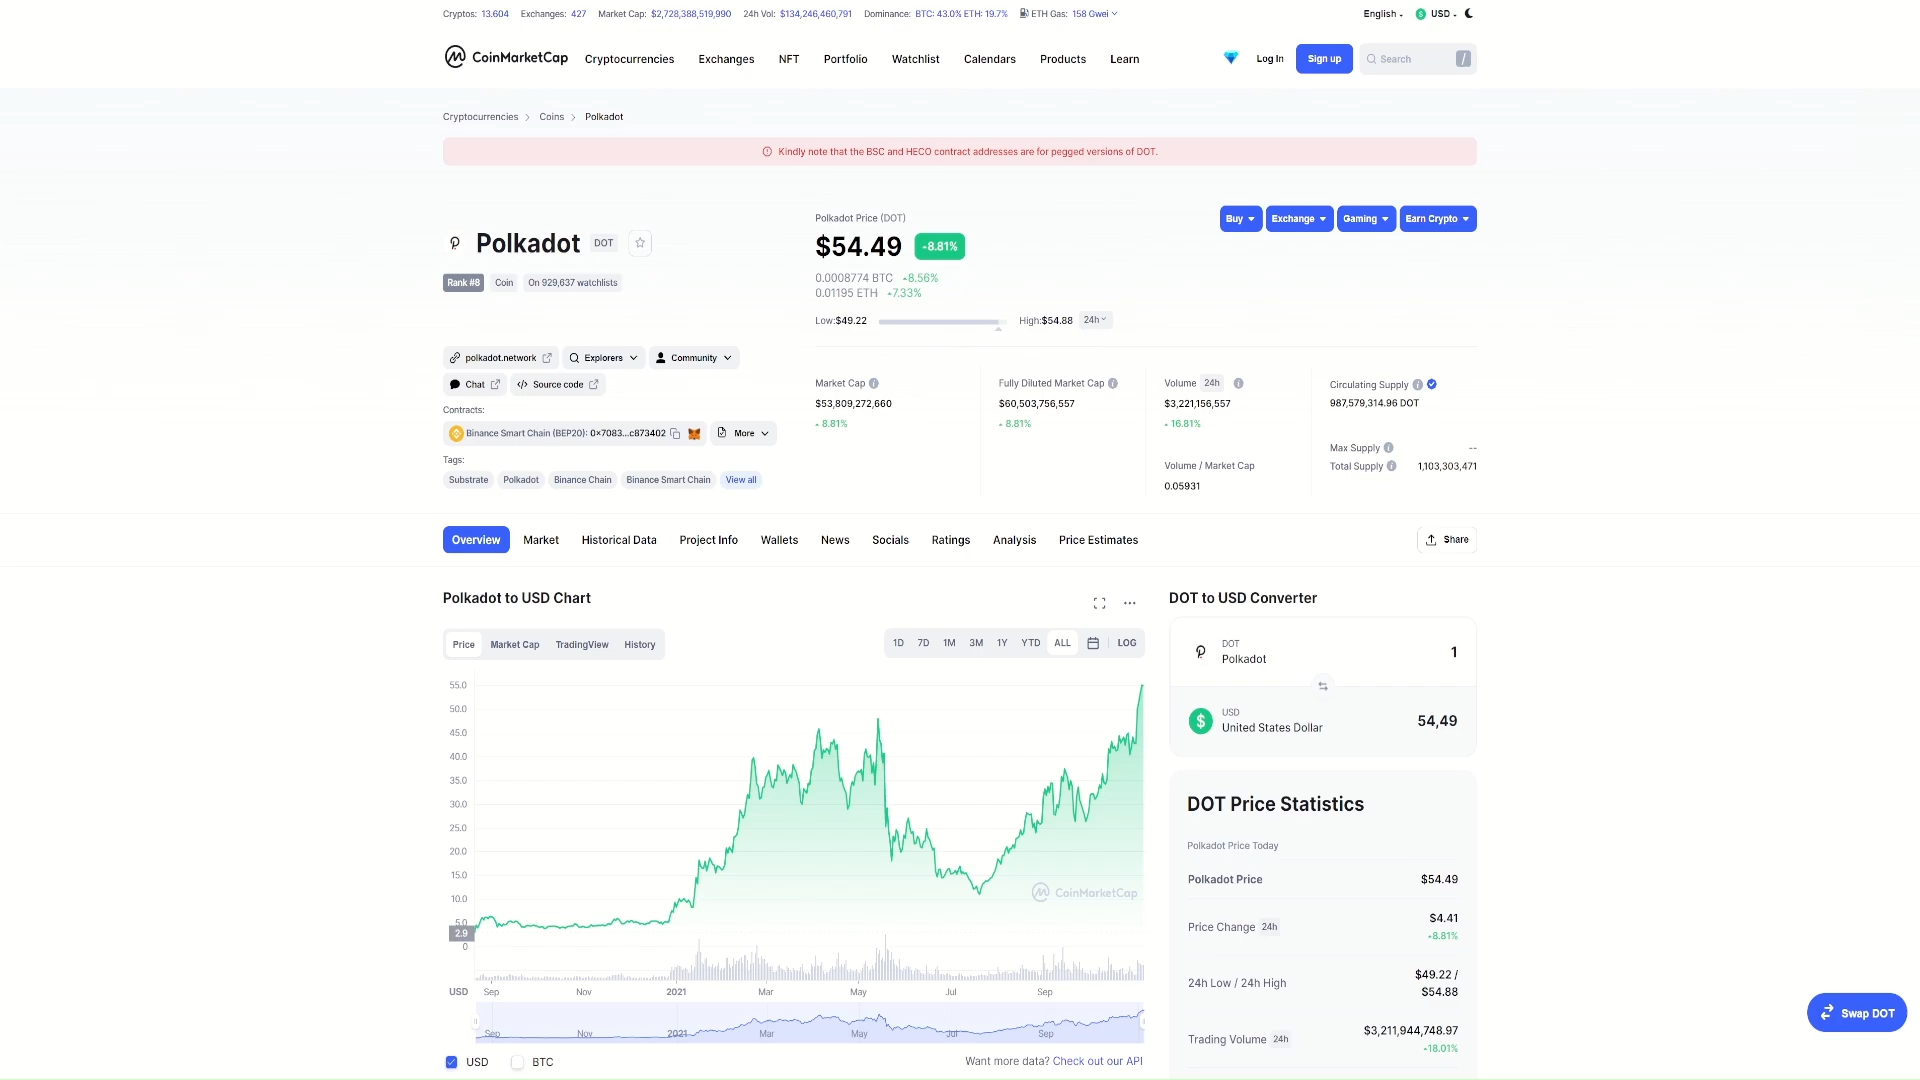 Cryptos: 13.604 Exchanges: 427 Market Cap: $2,728,388,519,990 24h Vol: $134,246,460,791 Dominance: BTC: 43.0% ETH: 19.7% ETH Gas: 158 Gwei
English USD
CoinMarketCap Cryptocurrencies Exchanges NFT Portfolio Watchlist Calendars Products Learn Log In Sign up Search /
Cryptocurrencies > Coins > Polkadot
Kindly note that the BSC and HECO contract addresses are for pegged versions of DOT.
Polkadot DOT
Rank #8 Coin On 929,637 watchlists
Polkadot Price (DOT)
$54.49 8.81%
0.0008774 BTC 8.56%
0.01195 ETH 7.33%
Low:$49.22 High:$54.88 24h
Buy Exchange Gaming Earn Crypto
polkadot.network Explorers Community
Chat Source code
Contracts:
Binance Smart Chain (BEP20): 0x7083...c873402 More
Tags:
Substrate Polkadot Binance Chain Binance Smart Chain View all
Market Cap
$53,809,272,660
8.81%
Fully Diluted Market Cap
$60,503,756,557
8.81%
Volume 24h
$3,221,156,557
16.81%
Volume / Market Cap
0.05931
Circulating Supply
987,579,314.96 DOT
Max Supply --
Total Supply 1,103,303,471
Overview Market Historical Data Project Info Wallets News Socials Ratings Analysis Price Estimates Share
Polkadot to USD Chart
Price Market Cap TradingView History
1D 7D 1M 3M 1Y YTD ALL LOG
55.0
50.0
45.0
40.0
35.0
30.0
25.0
20.0
15.0
10.0
5.0
2.9
0
CoinMarketCap
USD Sep Nov 2021 Mar May Jul Sep
Sep Nov 2021 Mar May Jul Sep
USD BTC
Want more data? Check out our API
DOT to USD Converter
DOT
Polkadot 1
USD
United States Dollar 54,49
DOT Price Statistics
Polkadot Price Today
Polkadot Price $54.49
Price Change 24h $4.41
8.81%
24h Low / 24h High $49.22 /
$54.88
Trading Volume 24h $3,211,944,748.97
18.01%
Swap DOT